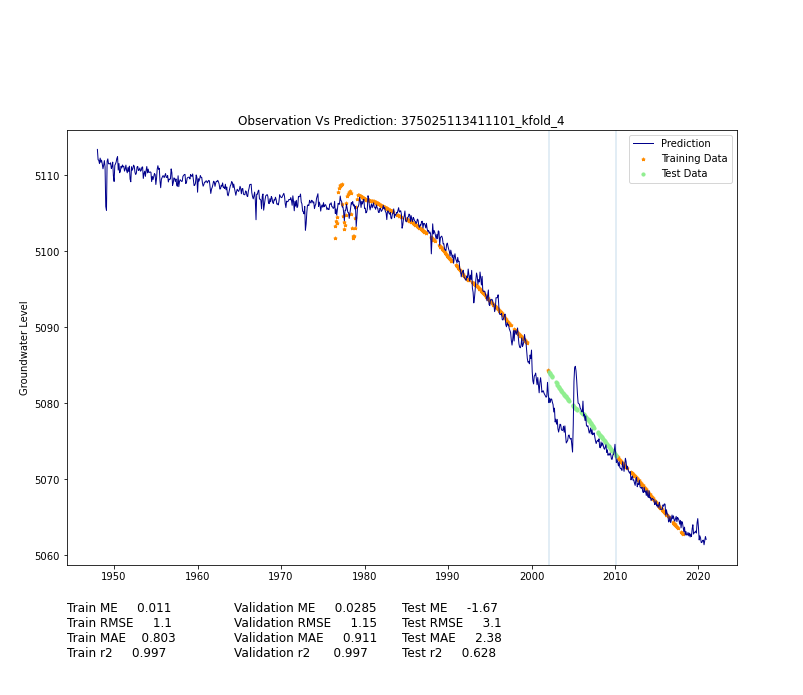 Observation Vs Prediction: 375025113411101_kfold_4
Prediction
Training Data
Test Data
Groundwater Level
5110
5100
5090
5080
5070
5060
1950 1960 1970 1980 1990 2000 2010 2020
Train ME 0.011 Validation ME 0.0285 Test ME -1.67
Train RMSE 1.1 Validation RMSE 1.15 Test RMSE 3.1
Train MAE 0.803 Validation MAE 0.911 Test MAE 2.38
Train r2 0.997 Validation r2 0.997 Test r2 0.628